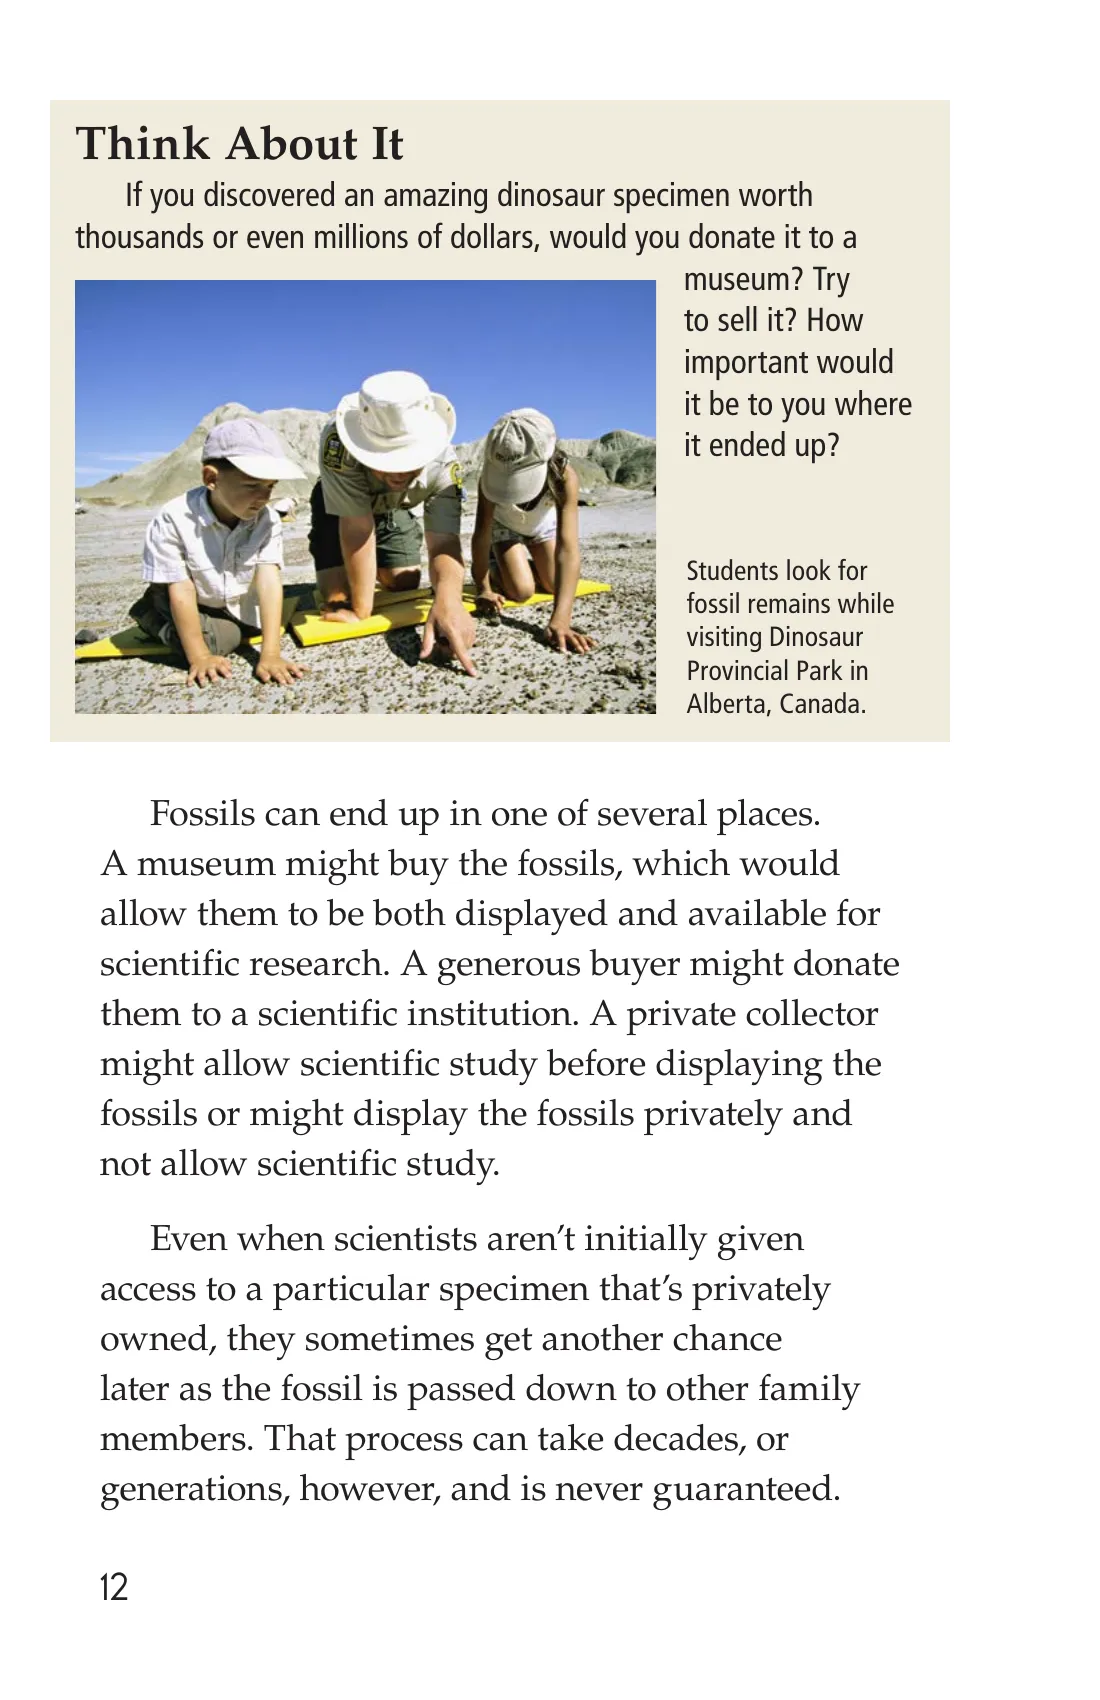 Think About It
If you discovered an amazing dinosaur specimen worth
thousands or even millions of dollars, would you donate it to a
museum? Try
to sell it? How
important would
it be to you where
it ended up?
Students look for
fossil remains while
visiting Dinosaur
Provincial Park in
Alberta, Canada.
Fossils can end up in one of several places.
A museum might buy the fossils, which would
allow them to be both displayed and available for
scientific research. A generous buyer might donate
them to a scientific institution. A private collector
might allow scientific study before displaying the
fossils or might display the fossils privately and
not allow scientific study.
Even when scientists aren’t initially given
access to a particular specimen that’s privately
owned, they sometimes get another chance
later as the fossil is passed down to other family
members. That process can take decades, or
generations, however, and is never guaranteed.
12